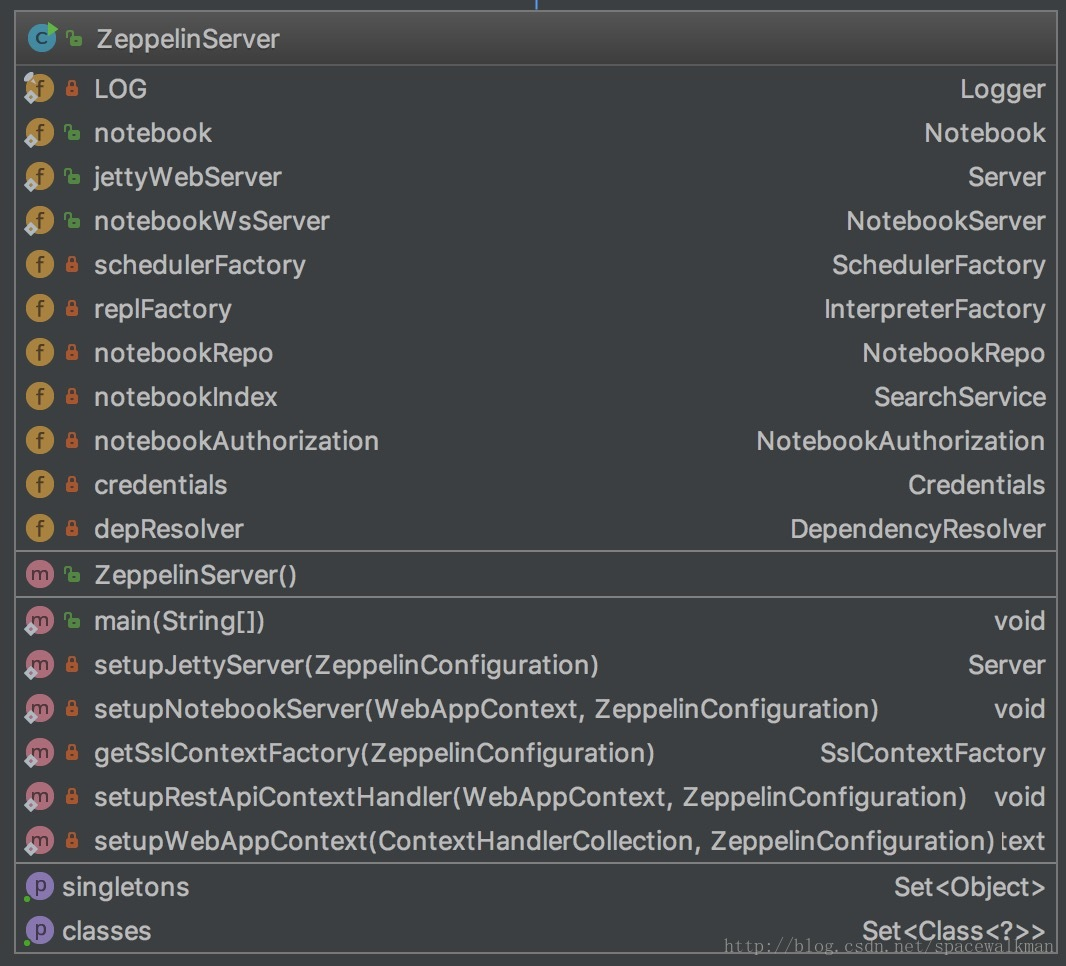 ZeppelinServer
LOG Logger
notebook Notebook
jettyWebServer Server
notebookWsServer NotebookServer
schedulerFactory SchedulerFactory
replFactory InterpreterFactory
notebookRepo NotebookRepo
notebookIndex SearchService
notebookAuthorization NotebookAuthorization
credentials Credentials
depResolver DependencyResolver
ZeppelinServer()
main(String[]) void
setupJettyServer(ZeppelinConfiguration) Server
setupNotebookServer(WebAppContext, ZeppelinConfiguration) void
getSslContextFactory(ZeppelinConfiguration) SslContextFactory
setupRestApiContextHandler(WebAppContext, ZeppelinConfiguration) void
setupWebAppContext(ContextHandlerCollection, ZeppelinConfiguration) text
singletons Set<Object>
classes Set<Class<?>>
http://blog.csdn.net/spacewalkman